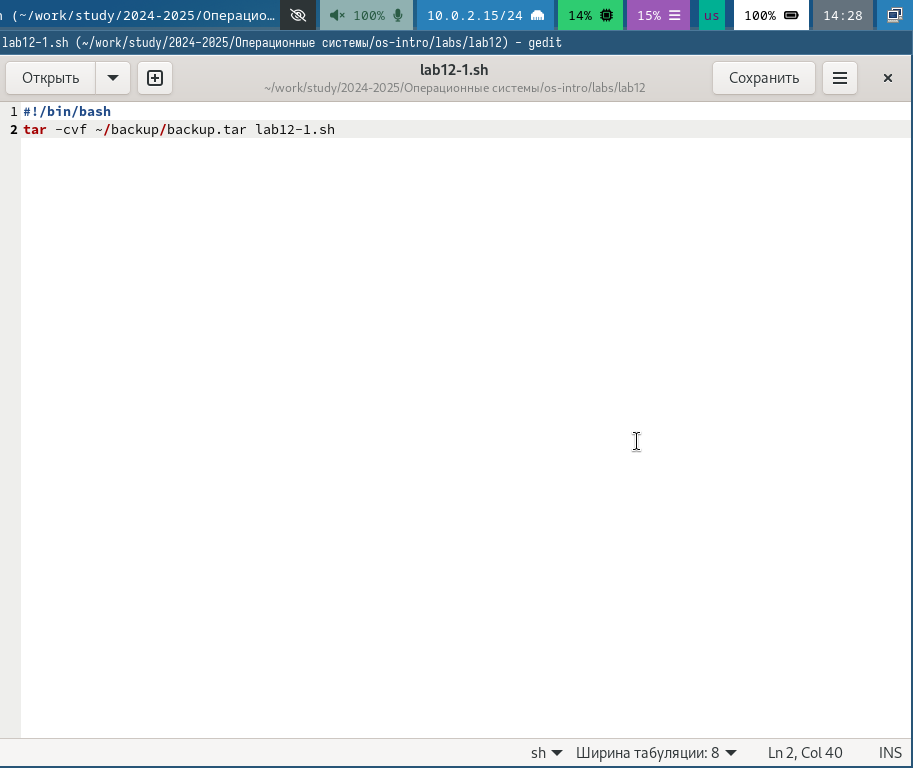 (~/work/study/2024-2025/Операцио… 100% 10.0.2.15/24 14% 15% us 100% 14:28
lab12-1.sh (~/work/study/2024-2025/Операционные системы/os-intro/labs/lab12) - gedit
Открыть lab12-1.sh Сохранить
~/work/study/2024-2025/Операционные системы/os-intro/labs/lab12
1 #!/bin/bash
2 tar -cvf ~/backup/backup.tar lab12-1.sh
sh Ширина табуляции: 8 Ln 2, Col 40 INS